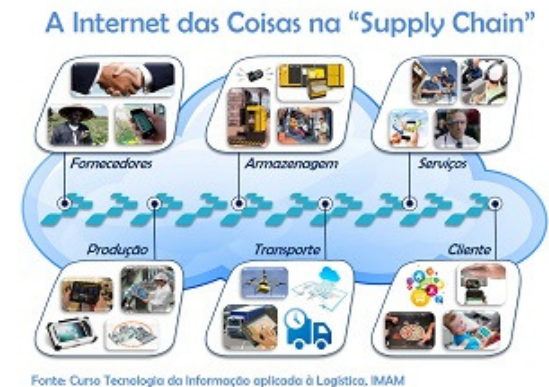 A Internet das Coisas na “Supply Chain”
Fornecedores
Armazenagem
Serviços
Produção
Transporte
Cliente
Fonte: Curso Tecnologia da Informação aplicada à Logística, IMAM